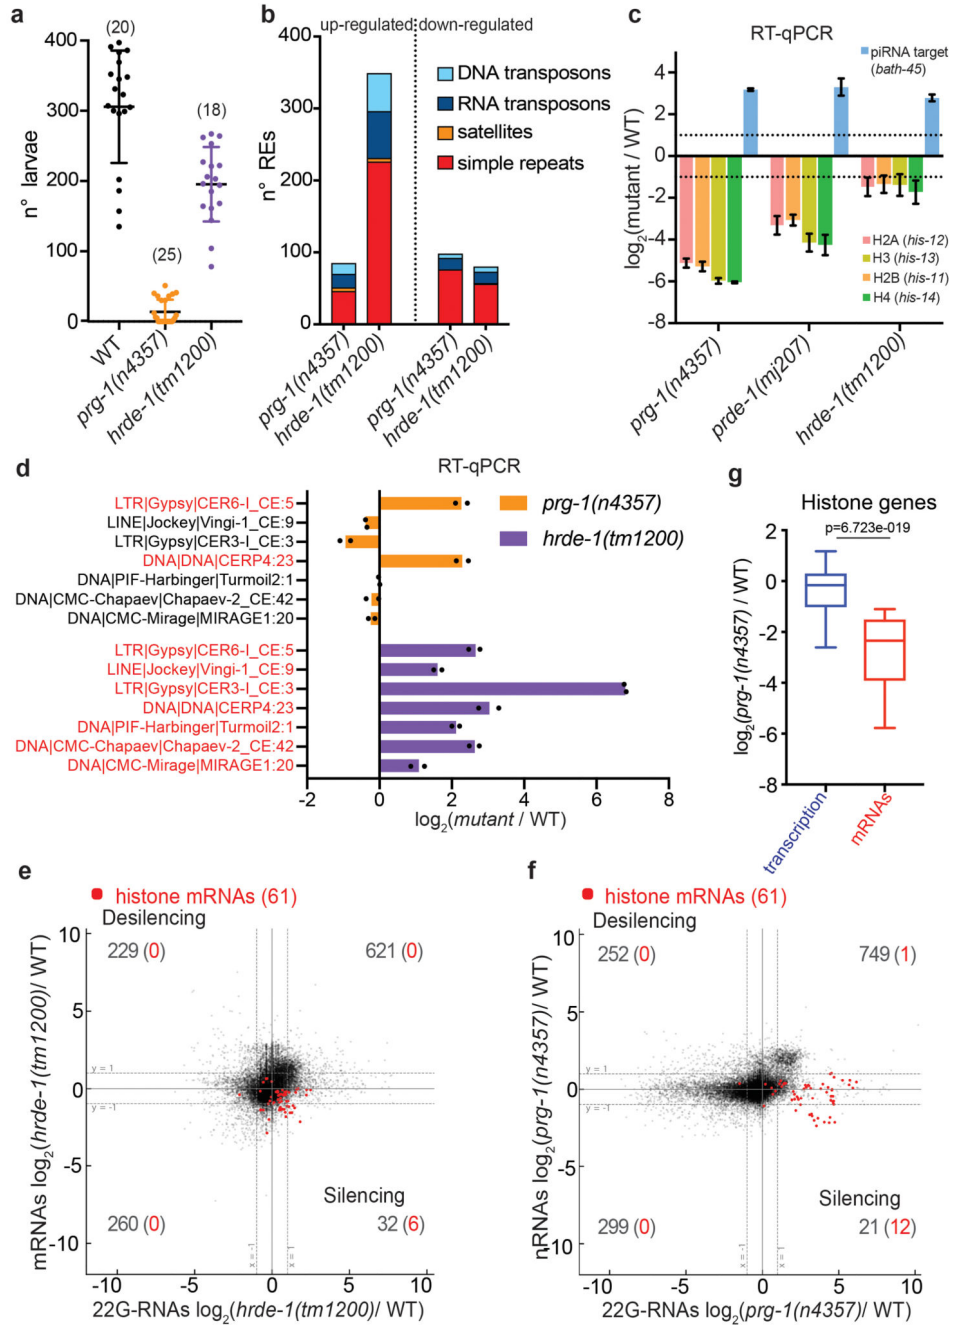 a
n° larvae
400
300
200
100
0
(20)
(25)
(18)
WT
prg-1(n4357)
hrde-1(tm1200)
b
up-regulated
down-regulated
n° REs
400
300
200
100
0
DNA transposons
RNA transposons
satellites
simple repeats
prg-1(n4357)
hrde-1(tm1200)
prg-1(n4357)
hrde-1(tm1200)
c
RT-qPCR
piRNA target
(bath-45)
log2(mutant / WT)
4
2
0
-2
-4
-6
-8
H2A (his-12)
H3 (his-13)
H2B (his-11)
H4 (his-14)
prg-1(n4357)
prde-1(mj207)
hrde-1(tm1200)
d
RT-qPCR
LTR|Gypsy|CER6-I_CE:5
LINE|Jockey|Vingi-1_CE:9
LTR|Gypsy|CER3-I_CE:3
DNA|DNA|CERP4:23
DNA|PIF-Harbinger|Turmoil2:1
DNA|CMC-Chapaev|Chapaev-2_CE:42
DNA|CMC-Mirage|MIRAGE1:20
LTR|Gypsy|CER6-I_CE:5
LINE|Jockey|Vingi-1_CE:9
LTR|Gypsy|CER3-I_CE:3
DNA|DNA|CERP4:23
DNA|PIF-Harbinger|Turmoil2:1
DNA|CMC-Chapaev|Chapaev-2_CE:42
DNA|CMC-Mirage|MIRAGE1:20
prg-1(n4357)
hrde-1(tm1200)
-2 0 2 4 6 8
log2(mutant / WT)
g
Histone genes
p=6.723e-019
log2(prg-1(n4357) / WT)
2
0
-2
-4
-6
-8
transcription
mRNAs
e
histone mRNAs (61)
Desilencing
229 (0)
621 (0)
mRNAs log2(hrde-1(tm1200)/ WT)
10
5
0
-5
-10
y = 1
y = -1
Silencing
260 (0)
32 (6)
x = -1
x = 1
-10 -5 0 5 10
22G-RNAs log2(hrde-1(tm1200)/ WT)
f
histone mRNAs (61)
Desilencing
252 (0)
749 (1)
nRNAs log2(prg-1(n4357)/ WT)
10
5
0
-5
-10
y = 1
y = -1
Silencing
299 (0)
21 (12)
x = -1
x = 1
-10 -5 0 5 10
22G-RNAs log2(prg-1(n4357)/ WT)